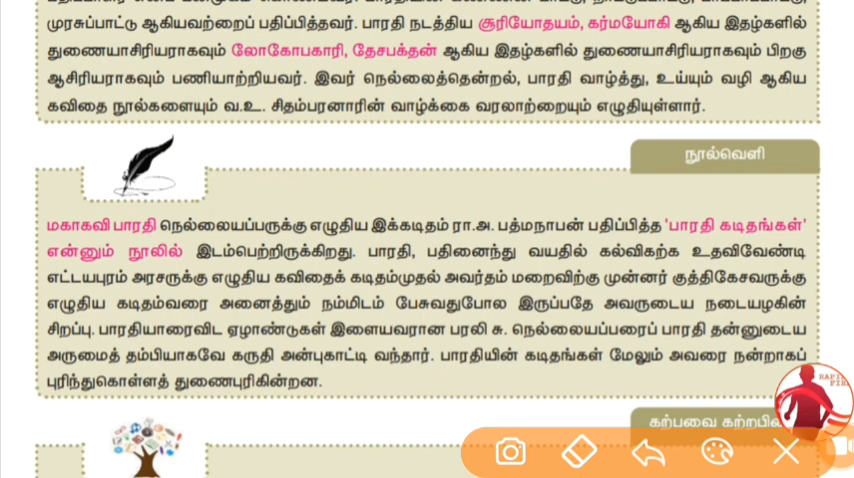 முரசுப்பாட்டு ஆகியவற்றைப் பதிப்பித்தவர். பாரதி நடத்திய சூரியோதயம், கர்மயோகி ஆகிய இதழ்களில்
துணையாசிரியராகவும் லோகோபகாரி, தேசபக்தன் ஆகிய இதழ்களில் துணையாசிரியராகவும் பிறகு
ஆசிரியராகவும் பணியாற்றியவர். இவர் நெல்லைத்தென்றல், பாரதி வாழ்த்து, உய்யும் வழி ஆகிய
கவிதை நூல்களையும் வ.உ. சிதம்பரனாரின் வாழ்க்கை வரலாற்றையும் எழுதியுள்ளார்.
நூல்வெளி
மகாகவி பாரதி நெல்லையப்பருக்கு எழுதிய இக்கடிதம் ரா.அ. பத்மநாபன் பதிப்பித்த 'பாரதி கடிதங்கள்'
என்னும் நூலில் இடம்பெற்றிருக்கிறது. பாரதி, பதினைந்து வயதில் கல்விகற்க உதவிவேண்டி
எட்டயபுரம் அரசருக்கு எழுதிய கவிதைக் கடிதம்முதல் அவர்தம் மறைவிற்கு முன்னர் குத்திகேசவருக்கு
எழுதிய கடிதம்வரை அனைத்தும் நம்மிடம் பேசுவதுபோல இருப்பதே அவருடைய நடையழகின்
சிறப்பு. பாரதியாரைவிட ஏழாண்டுகள் இளையவரான பரலி சு. நெல்லையப்பரைப் பாரதி தன்னுடைய
அருமைத் தம்பியாகவே கருதி அன்புகாட்டி வந்தார். பாரதியின் கடிதங்கள் மேலும் அவரை நன்றாகப்
புரிந்துகொள்ளத் துணைபுரிகின்றன.
கற்பவை